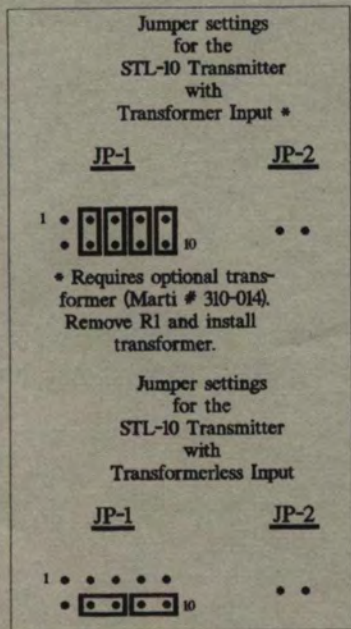 Jumper settings
for the
STL-10 Transmitter
with
Transformer Input *
JP-1 JP-2
1
10
* Requires optional trans-
former (Marti # 310-014).
Remove R1 and install
transformer.
Jumper settings
for the
STL-10 Transmitter
with
Transformerless Input
JP-1 JP-2
1
10